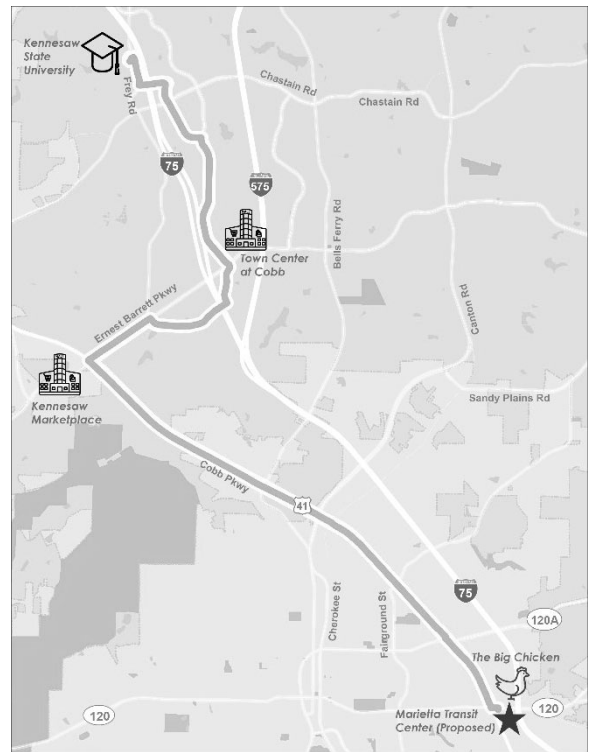 Kennesaw
State
University
Frey Rd
Chastain Rd
Chastain Rd
75
575
Bells Ferry Rd
Town Center
at Cobb
Ernest Barrett Pkwy
Canton Rd
Kennesaw
Marketplace
Sandy Plains Rd
Cobb Pkwy
41
Cherokee St
Fairground St
75
120A
The Big Chicken
120
Marietta Transit
Center (Proposed)
120